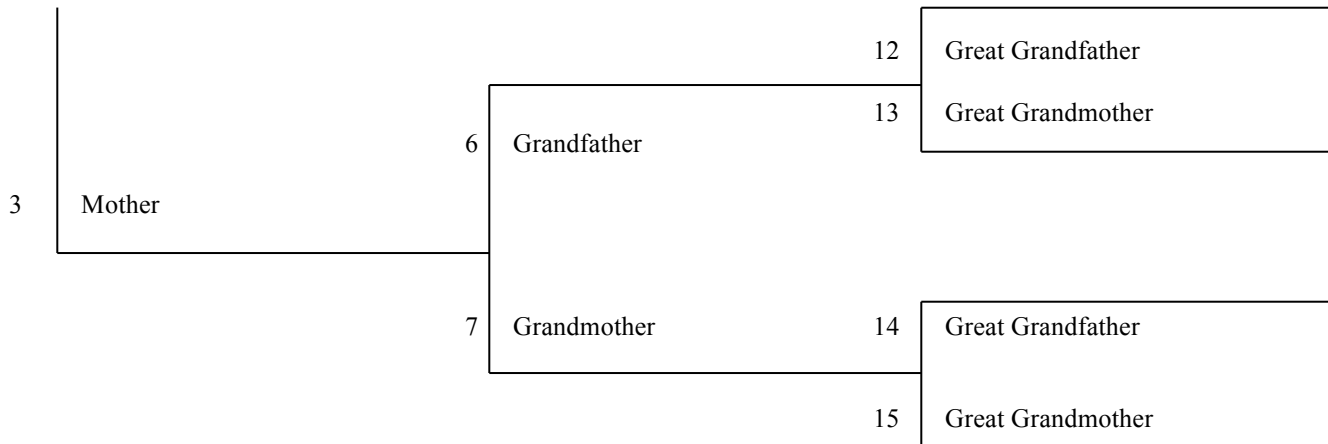 12 Great Grandfather
13 Great Grandmother
6 Grandfather
3 Mother
7 Grandmother 14 Great Grandfather
15 Great Grandmother